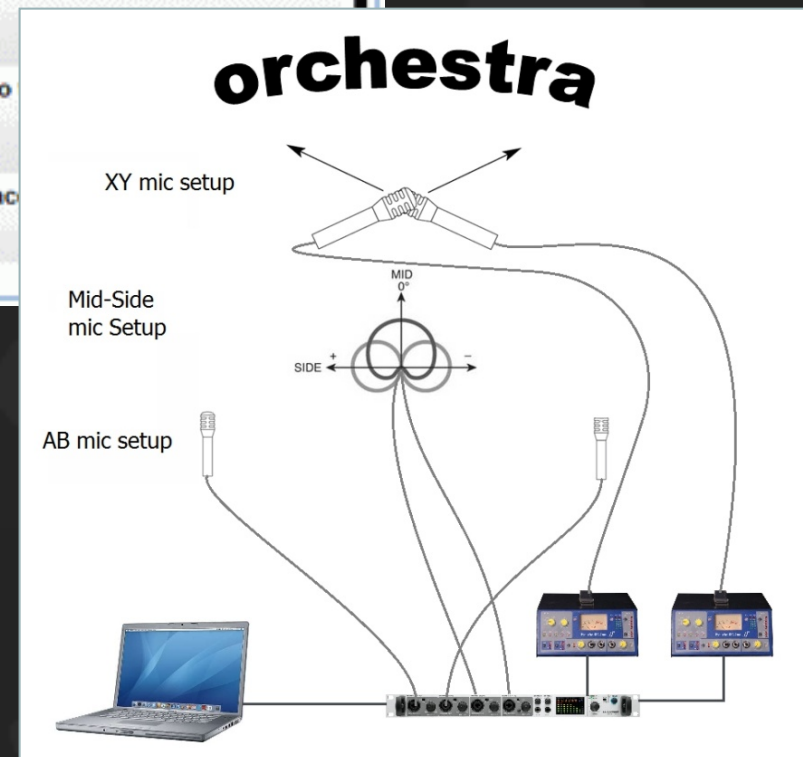 orchestra
XY mic setup
MID
0°
Mid-Side
mic Setup
SIDE + −
AB mic setup